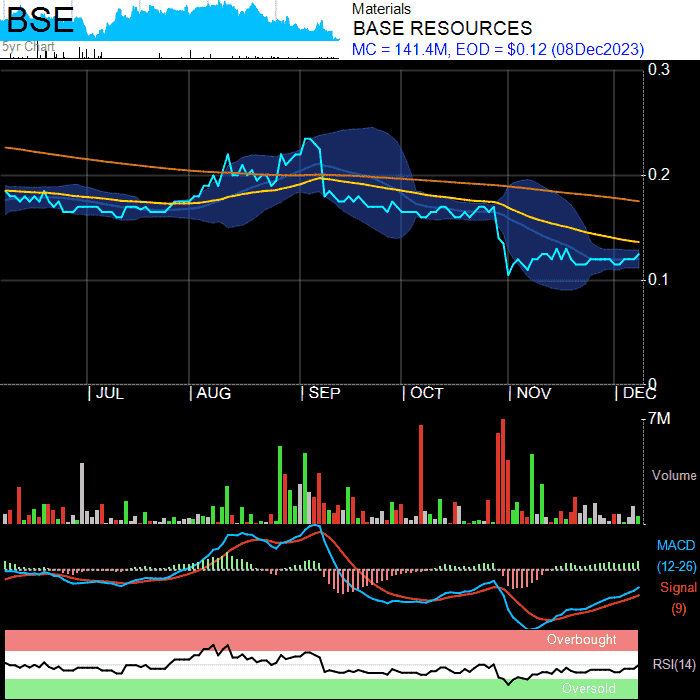 BSE
5yr Chart
Materials
BASE RESOURCES
MC = 141.4M, EOD = $0.12 (08Dec2023)
0.3
0.2
0.1
0
| JUL | AUG | SEP | OCT | NOV | DEC
7M
Volume
MACD
(12-26)
Signal
(9)
Overbought
RSI(14)
Oversold